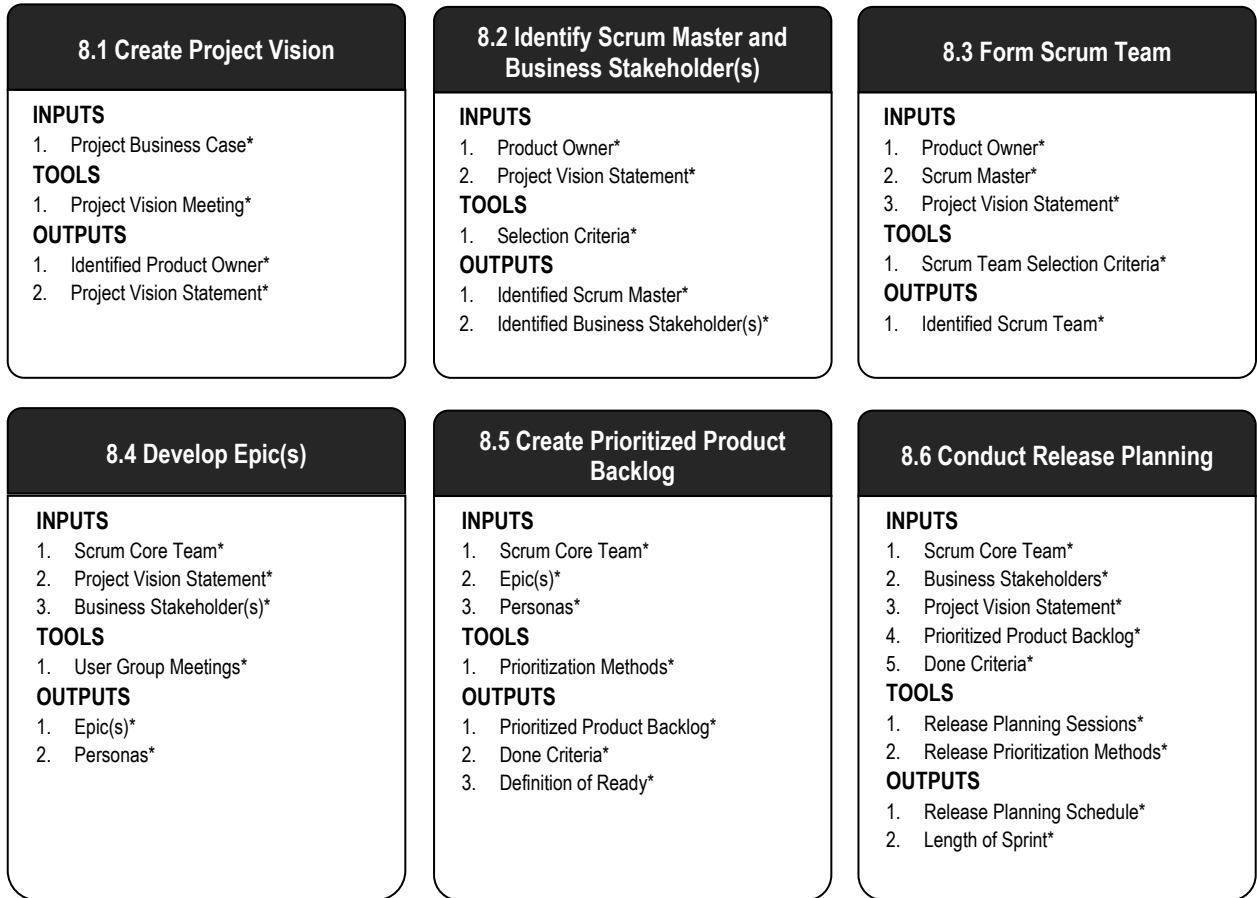 8.1 Create Project Vision
INPUTS
1. Project Business Case*
TOOLS
1. Project Vision Meeting*
OUTPUTS
1. Identified Product Owner*
2. Project Vision Statement*
8.2 Identify Scrum Master and
Business Stakeholder(s)
INPUTS
1. Product Owner*
2. Project Vision Statement*
TOOLS
1. Selection Criteria*
OUTPUTS
1. Identified Scrum Master*
2. Identified Business Stakeholder(s)*
8.3 Form Scrum Team
INPUTS
1. Product Owner*
2. Scrum Master*
3. Project Vision Statement*
TOOLS
1. Scrum Team Selection Criteria*
OUTPUTS
1. Identified Scrum Team*
8.4 Develop Epic(s)
INPUTS
1. Scrum Core Team*
2. Project Vision Statement*
3. Business Stakeholder(s)*
TOOLS
1. User Group Meetings*
OUTPUTS
1. Epic(s)*
2. Personas*
8.5 Create Prioritized Product
Backlog
INPUTS
1. Scrum Core Team*
2. Epic(s)*
3. Personas*
TOOLS
1. Prioritization Methods*
OUTPUTS
1. Prioritized Product Backlog*
2. Done Criteria*
3. Definition of Ready*
8.6 Conduct Release Planning
INPUTS
1. Scrum Core Team*
2. Business Stakeholders*
3. Project Vision Statement*
4. Prioritized Product Backlog*
5. Done Criteria*
TOOLS
1. Release Planning Sessions*
2. Release Prioritization Methods*
OUTPUTS
1. Release Planning Schedule*
2. Length of Sprint*